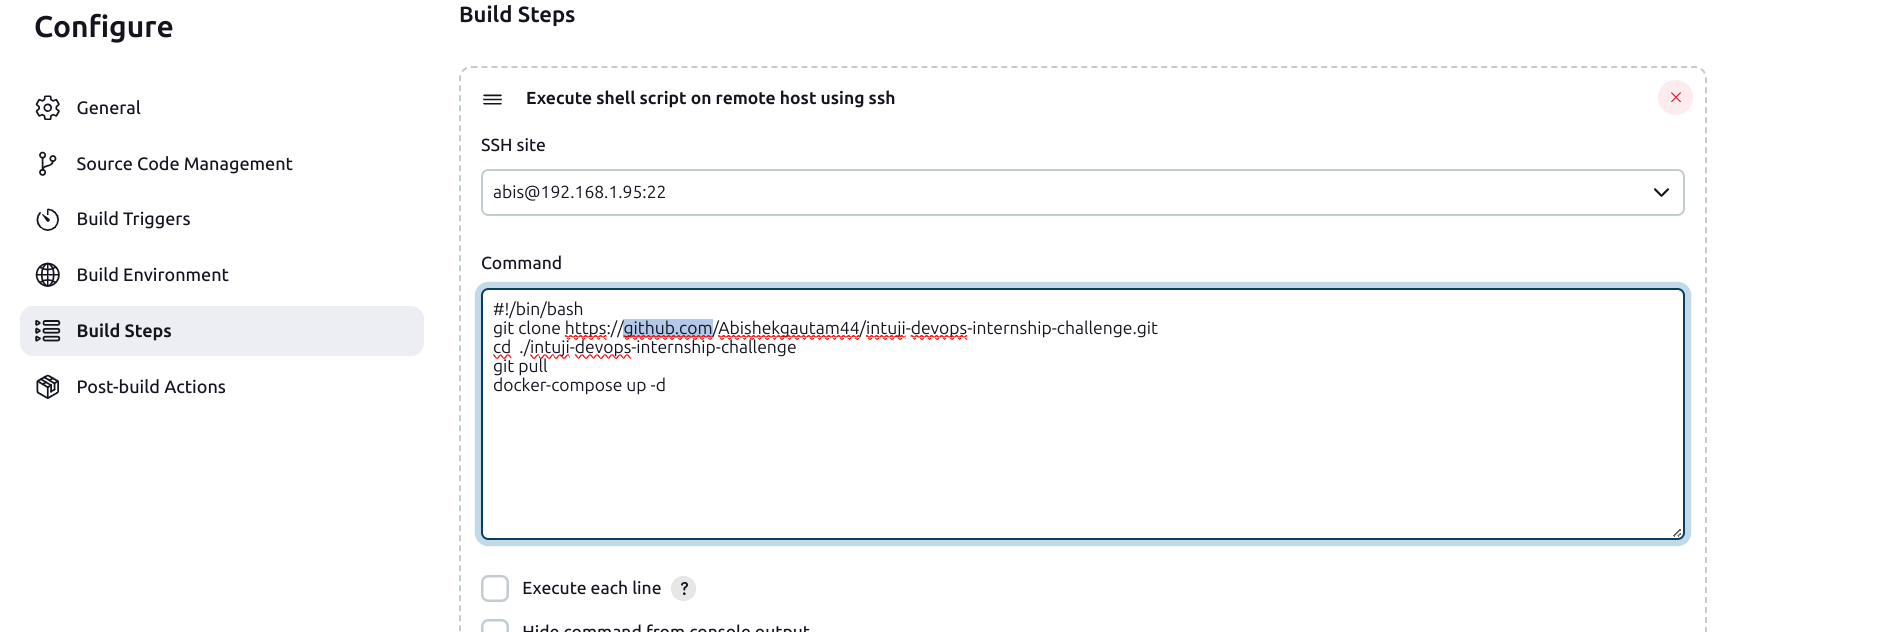 Configure
General
Source Code Management
Build Triggers
Build Environment
Build Steps
Post-build Actions
Build Steps
Execute shell script on remote host using ssh
SSH site
abis@192.168.1.95:22
Command
#!/bin/bash
git clone https://github.com/Abishekgautam44/intuji-devops-internship-challenge.git
cd  ./intuji-devops-internship-challenge
git pull
docker-compose up -d
Execute each line ?
Hide command from console output